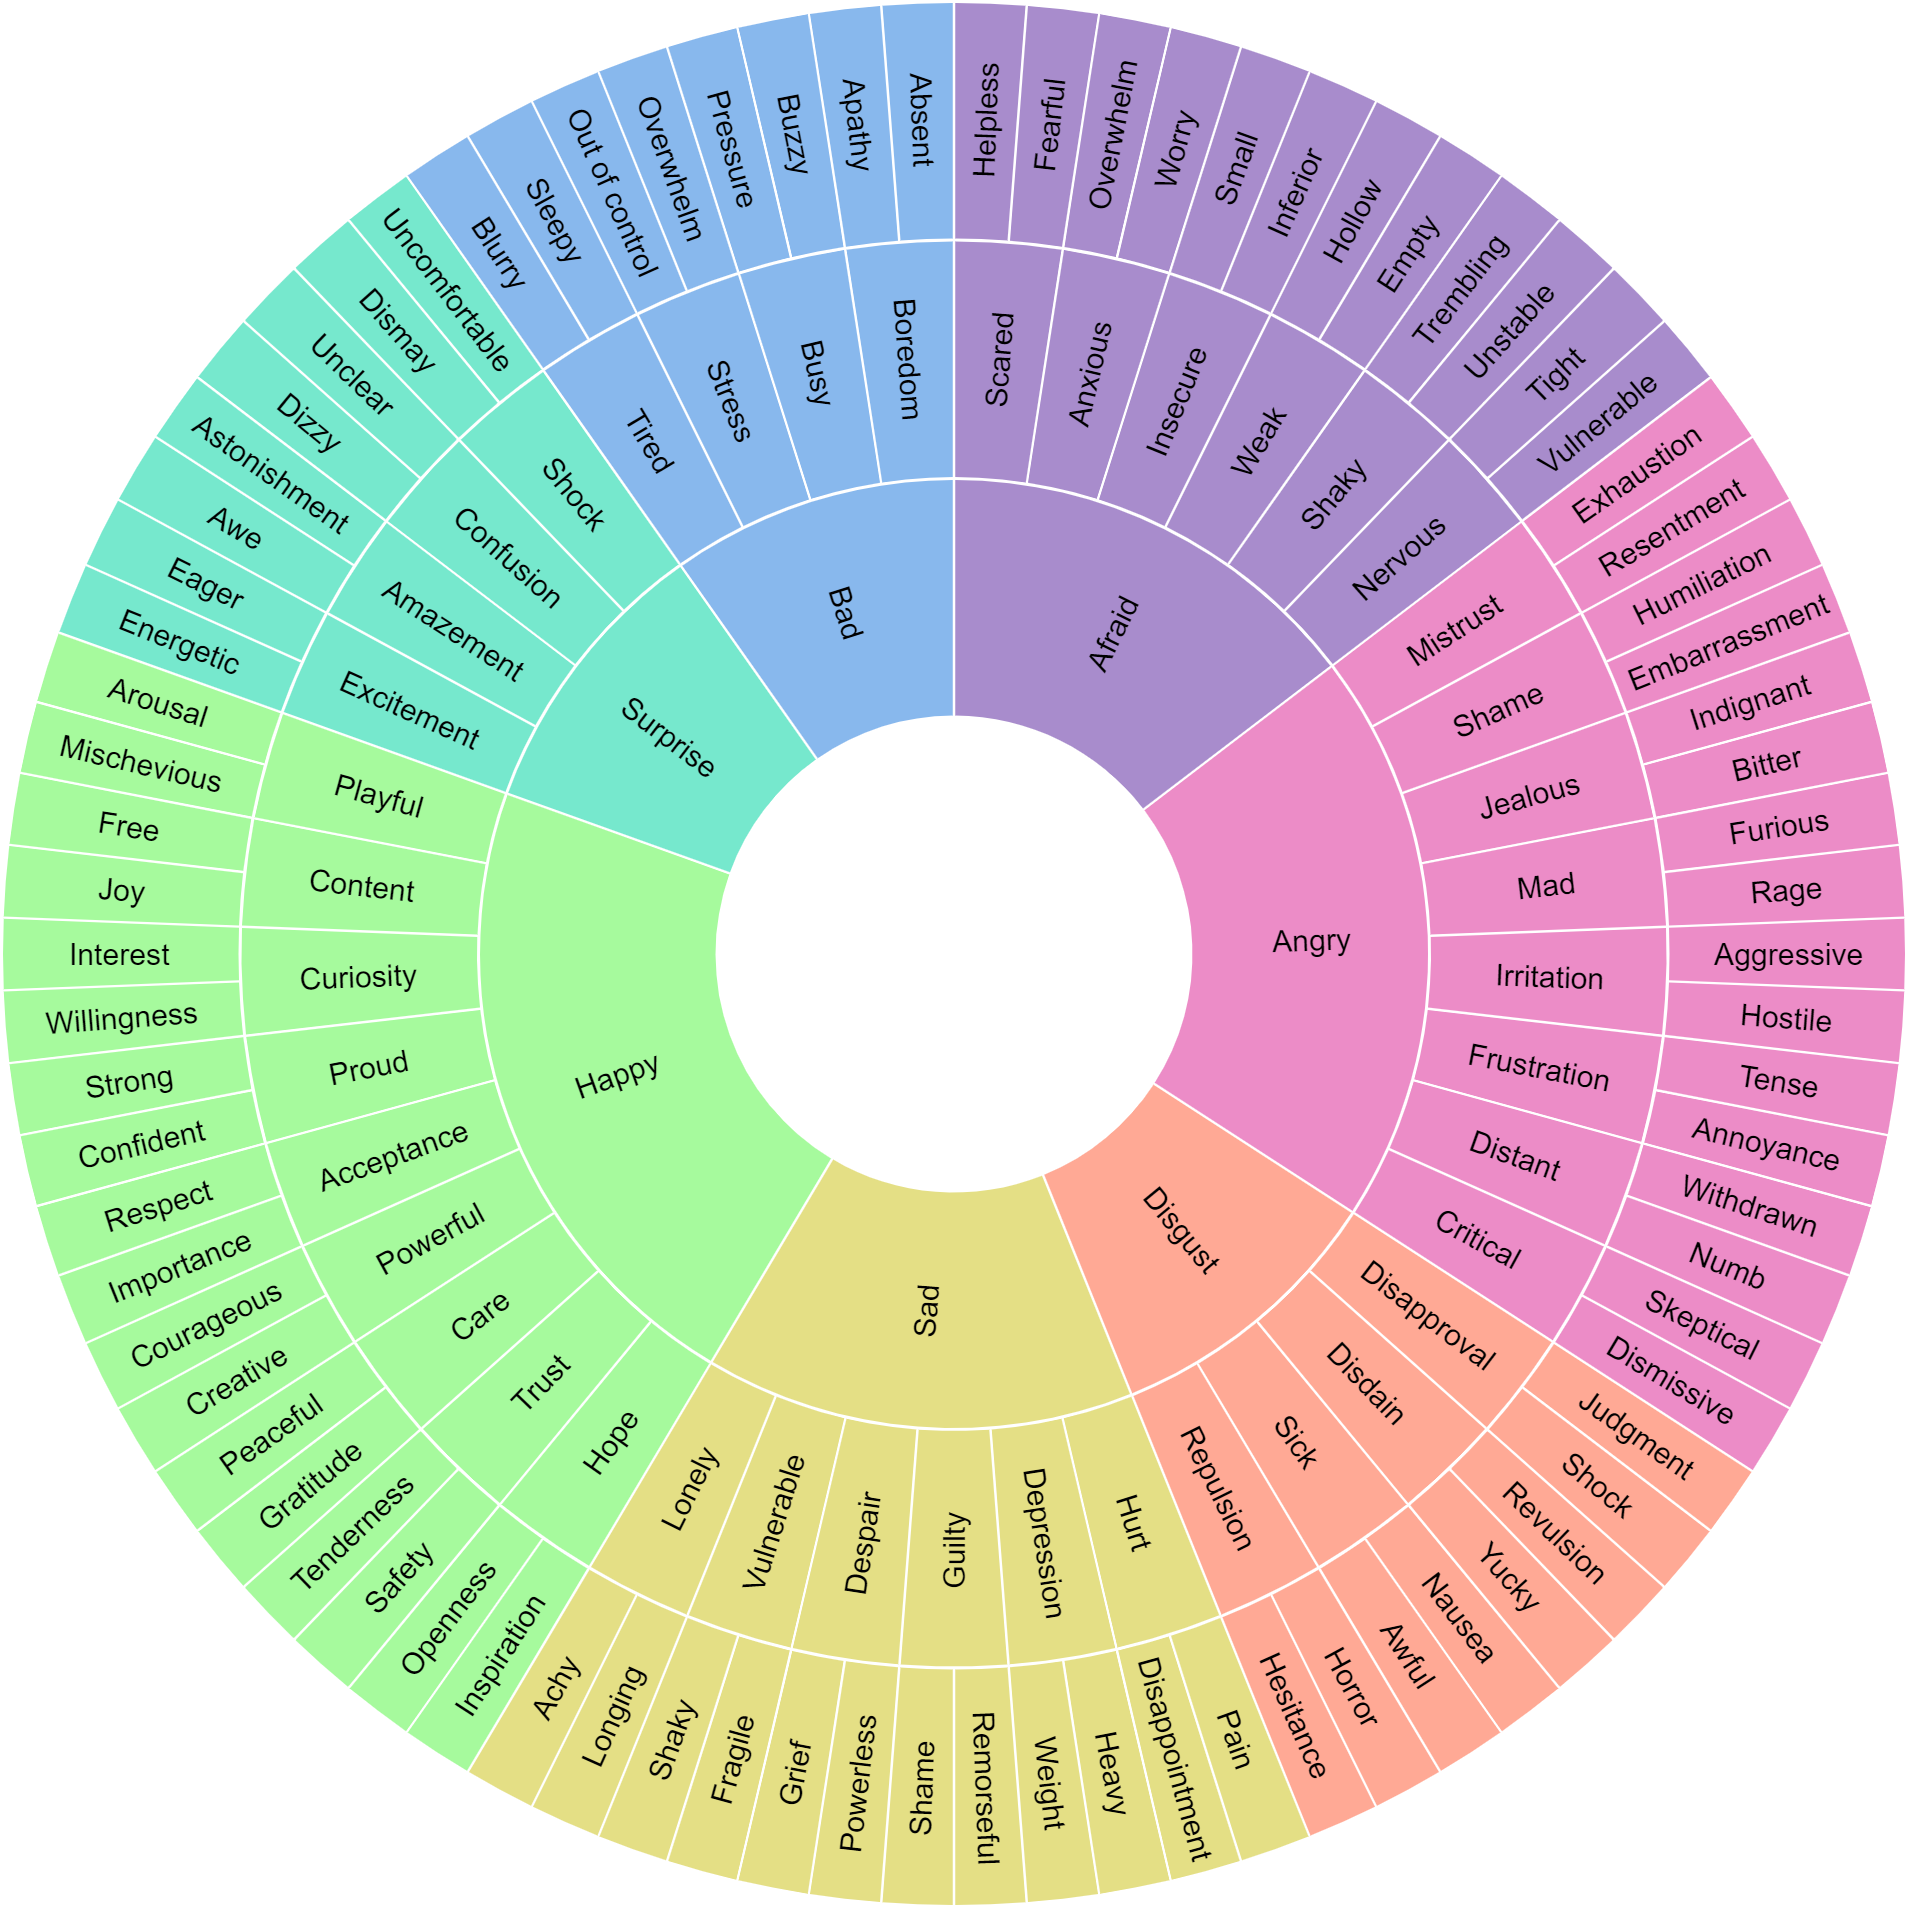 Afraid
Angry
Disgust
Sad
Happy
Surprise
Bad
Scared
Anxious
Insecure
Weak
Shaky
Nervous
Mistrust
Shame
Jealous
Mad
Irritation
Frustration
Distant
Critical
Disapproval
Disdain
Sick
Repulsion
Hurt
Depression
Guilty
Despair
Vulnerable
Lonely
Hope
Trust
Care
Powerful
Acceptance
Proud
Curiosity
Content
Playful
Excitement
Amazement
Confusion
Shock
Tired
Stress
Busy
Boredom
Helpless
Fearful
Overwhelm
Worry
Small
Inferior
Hollow
Empty
Trembling
Unstable
Tight
Vulnerable
Exhaustion
Resentment
Humiliation
Embarrassment
Indignant
Bitter
Furious
Rage
Aggressive
Hostile
Tense
Annoyance
Withdrawn
Numb
Skeptical
Dismissive
Judgment
Shock
Revulsion
Yucky
Nausea
Awful
Horror
Hesitance
Pain
Disappointment
Heavy
Weight
Remorseful
Shame
Powerless
Grief
Fragile
Shaky
Longing
Achy
Inspiration
Openness
Safety
Tenderness
Gratitude
Peaceful
Creative
Courageous
Importance
Respect
Confident
Strong
Willingness
Interest
Joy
Free
Mischevious
Arousal
Energetic
Eager
Awe
Astonishment
Dizzy
Unclear
Dismay
Uncomfortable
Blurry
Sleepy
Out of control
Overwhelm
Pressure
Buzzy
Apathy
Absent